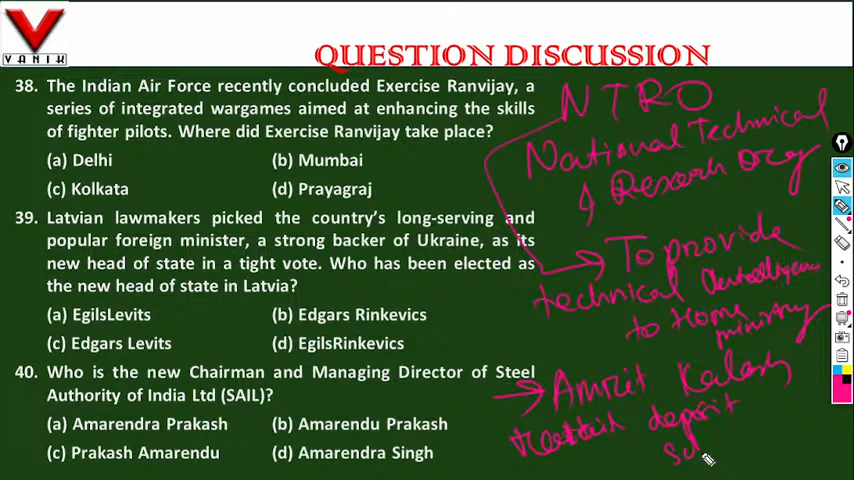 VANIK
QUESTION DISCUSSION
38. The Indian Air Force recently concluded Exercise Ranvijay, a
series of integrated wargames aimed at enhancing the skills
of fighter pilots. Where did Exercise Ranvijay take place?
(a) Delhi (b) Mumbai
(c) Kolkata (d) Prayagraj
39. Latvian lawmakers picked the country's long-serving and
popular foreign minister, a strong backer of Ukraine, as its
new head of state in a tight vote. Who has been elected as
the new head of state in Latvia?
(a) EgilsLevits (b) Edgars Rinkevics
(c) Edgars Levits (d) EgilsRinkevics
40. Who is the new Chairman and Managing Director of Steel
Authority of India Ltd (SAIL)?
(a) Amarendra Prakash (b) Amarendu Prakash
(c) Prakash Amarendu (d) Amarendra Singh
NTRO
National Technical
& Research Org
To provide
technical
to Home
ministry
Amrit Kalash
deposit